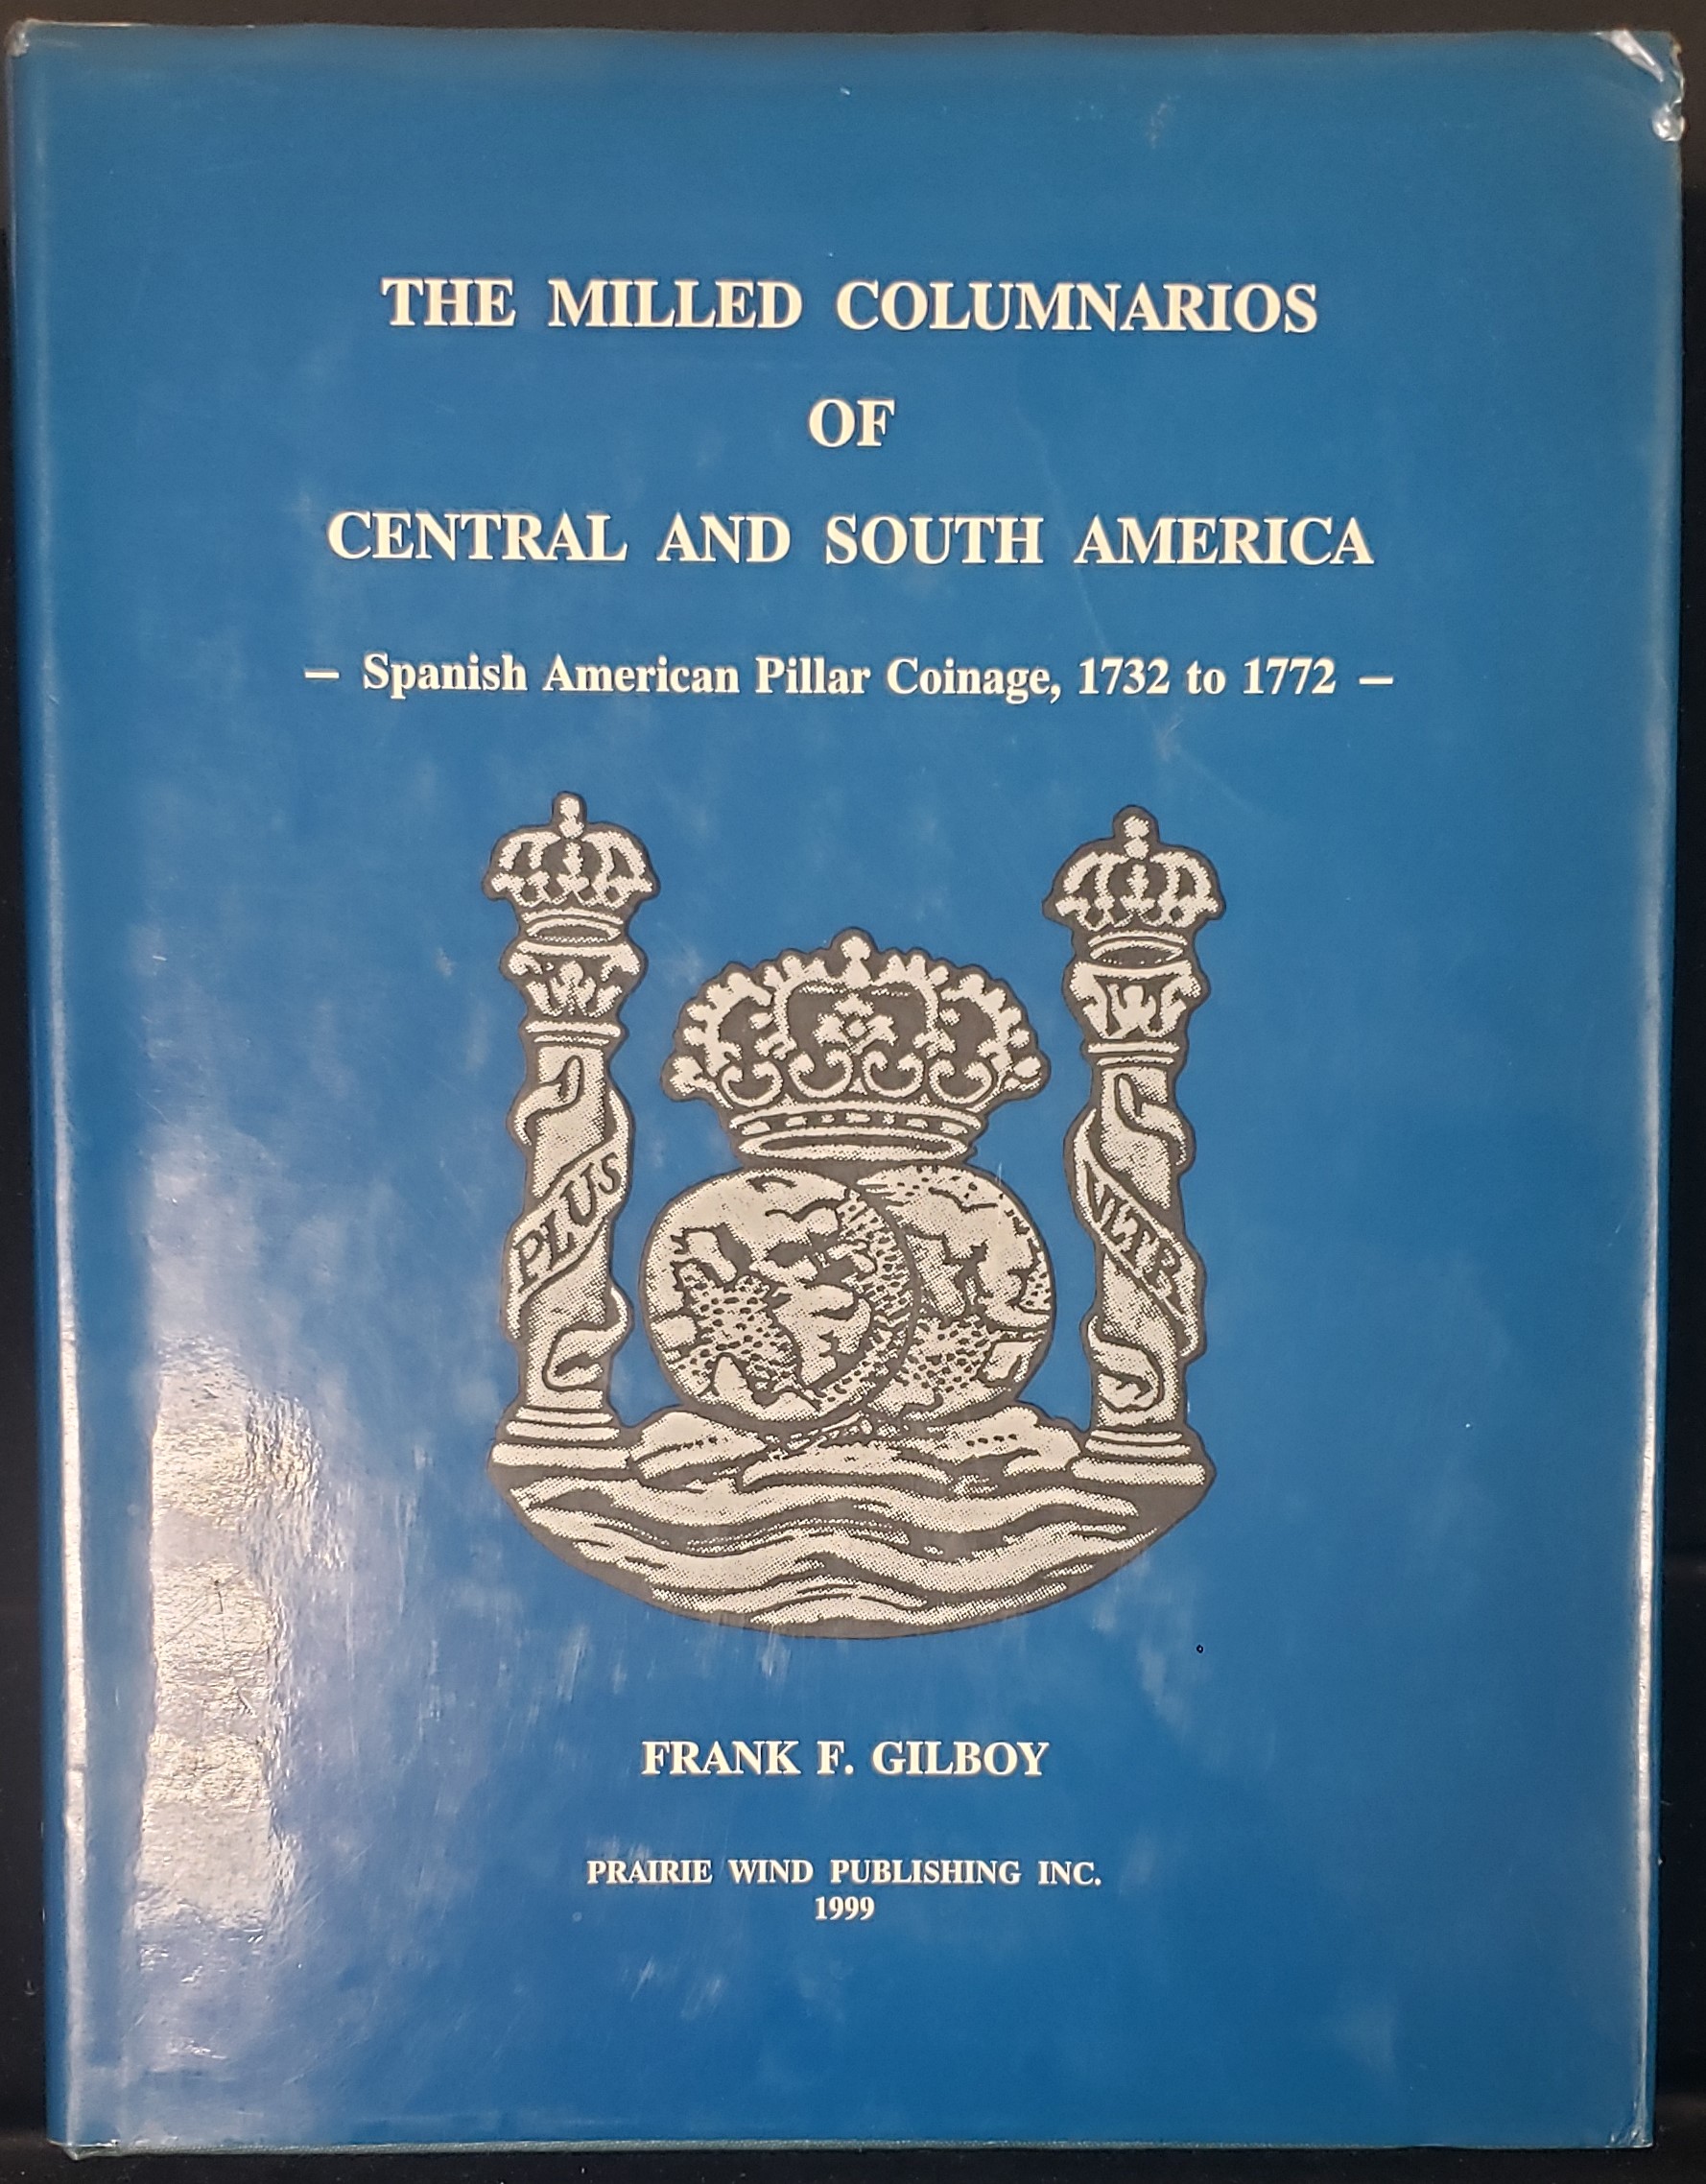 THE MILLED COLUMNARIOS
OF
CENTRAL AND SOUTH AMERICA
– Spanish American Pillar Coinage, 1732 to 1772 –
PLUS
VLTR
FRANK F. GILBOY
PRAIRIE WIND PUBLISHING INC.
1999